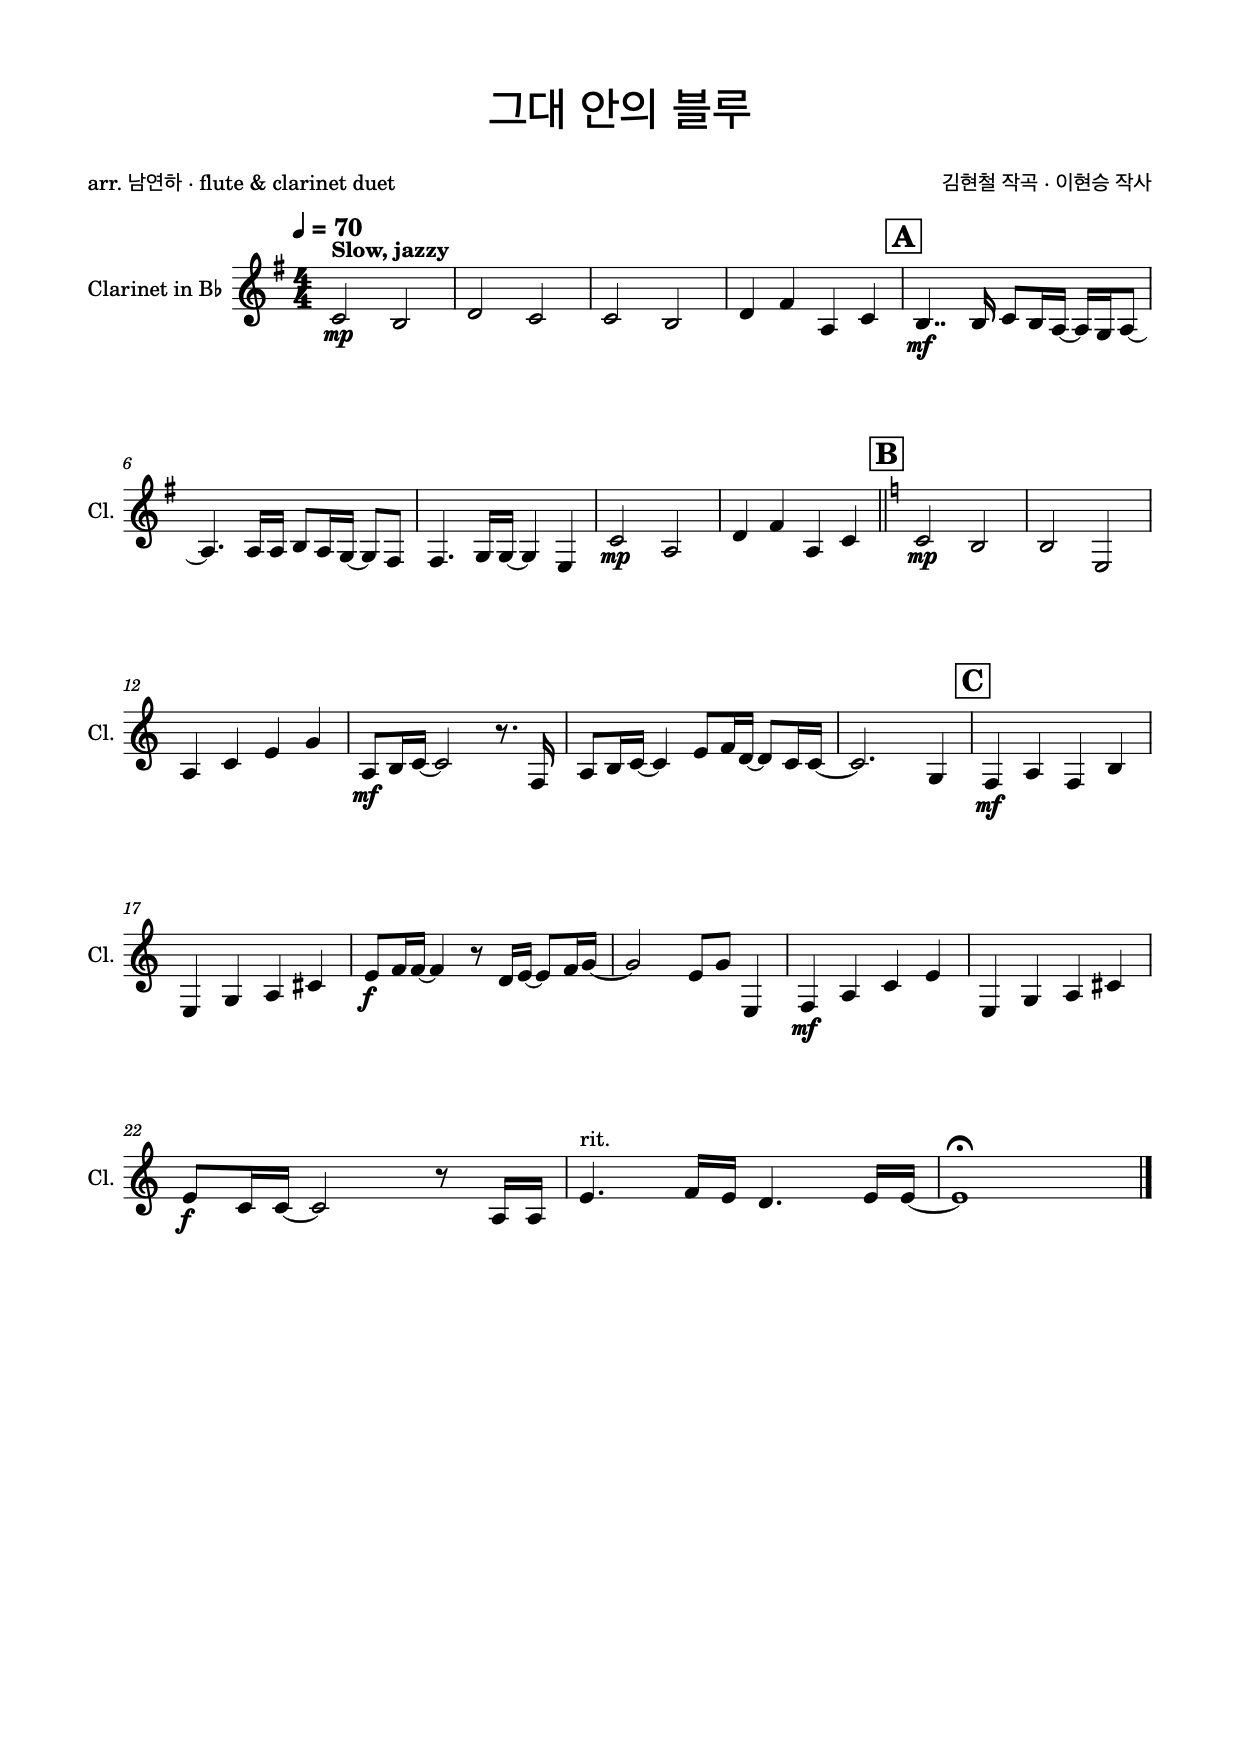 그대 안의 블루
arr. 남연하 · flute & clarinet duet
김현철 작곡 · 이현승 작사
♩ = 70
Slow, jazzy
A
Clarinet in B♭
4
4
mp
mf
6
B
Cl.
mp
mp
12
C
Cl.
mf
mf
17
Cl.
f
mf
22
rit.
Cl.
f